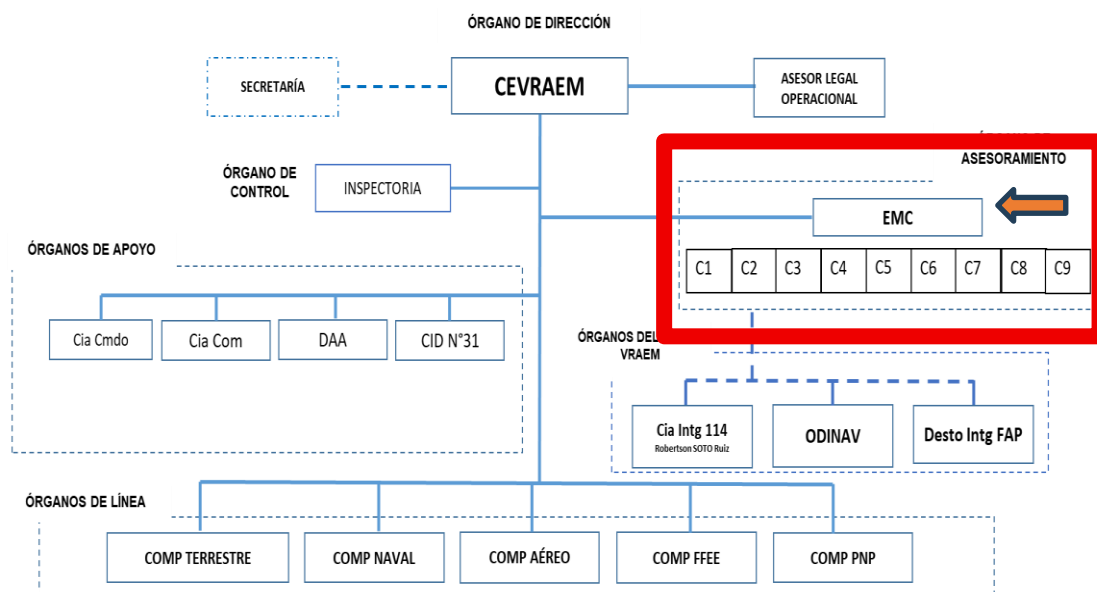 ÓRGANO DE DIRECCIÓN
SECRETARÍA
CEVRAEM
ASESOR LEGAL
OPERACIONAL
ASESORAMIENTO
ÓRGANO DE
CONTROL
INSPECTORIA
EMC
C1 C2 C3 C4 C5 C6 C7 C8 C9
ÓRGANOS DE APOYO
Cia Cmdo
Cia Com
DAA
CID N°31
ÓRGANOS DEL
VRAEM
Cia Intg 114
Robertson SOTO Ruiz
ODINAV
Desto Intg FAP
ÓRGANOS DE LÍNEA
COMP TERRESTRE
COMP NAVAL
COMP AÉREO
COMP FFEE
COMP PNP